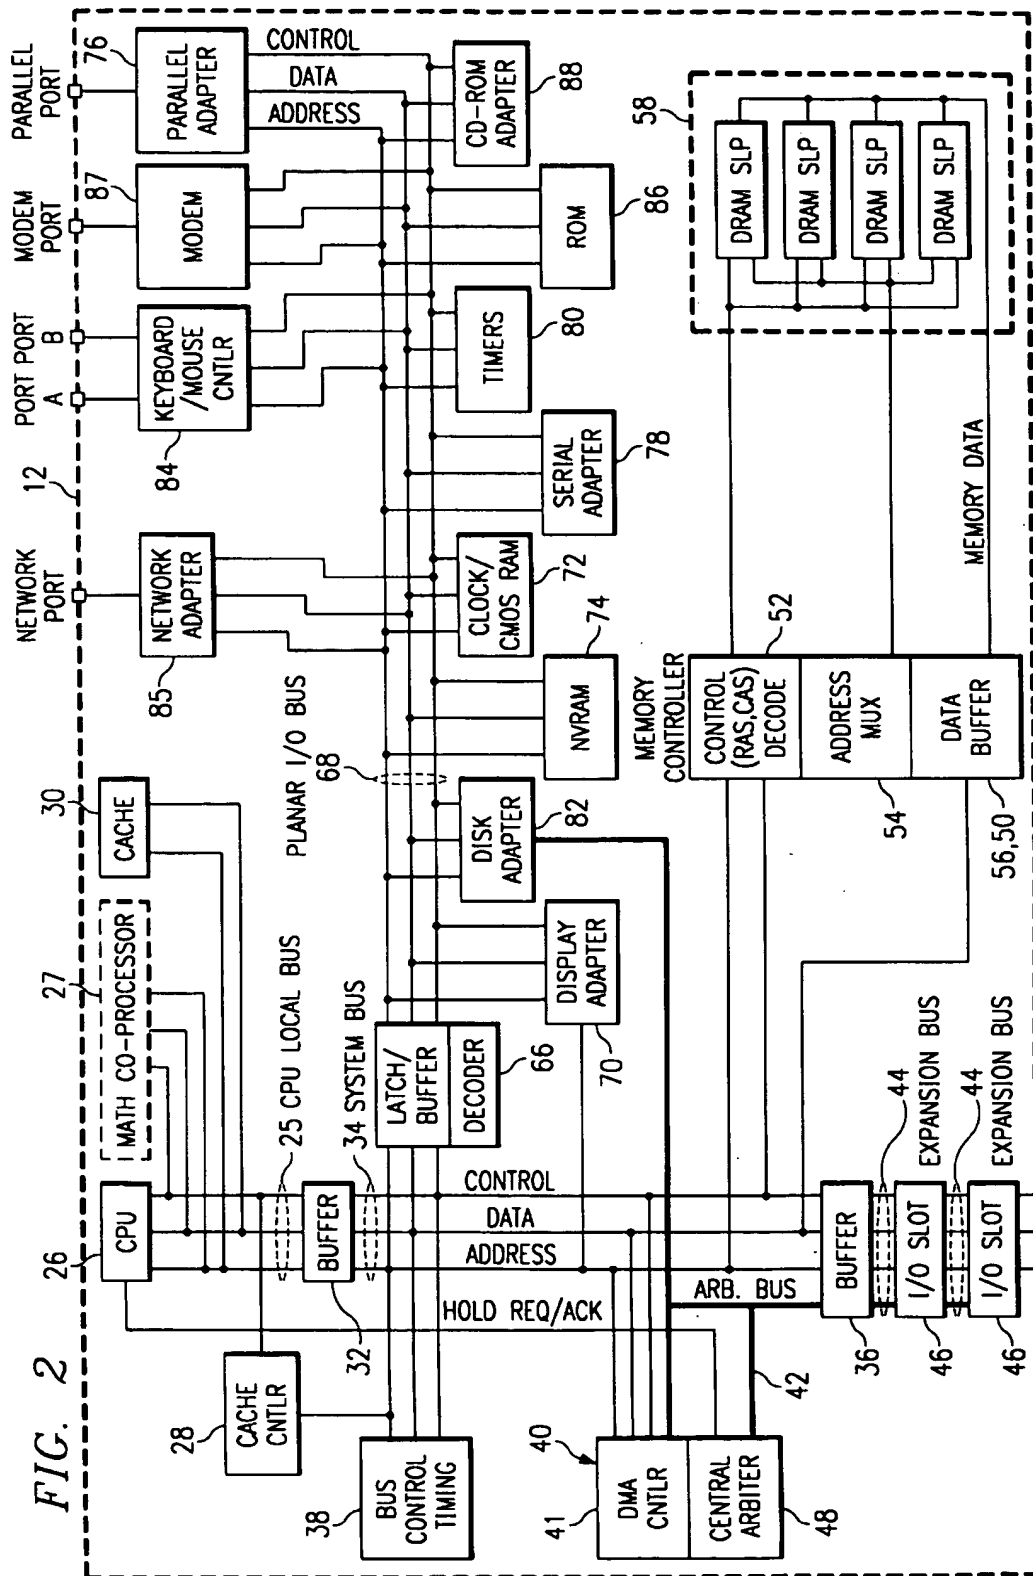 FIG. 2
NETWORK PORT
12
PORT A
PORT B
MODEM PORT
PARALLEL PORT
26
CPU
27
MATH CO-PROCESSOR
30
CACHE
85
NETWORK ADAPTER
84
KEYBOARD
/MOUSE
CNTLR
87
MODEM
76
PARALLEL
ADAPTER
CONTROL
DATA
ADDRESS
28
CACHE
CNTLR
25 CPU LOCAL BUS
BUFFER
32
34 SYSTEM BUS
PLANAR I/O BUS
68
38
BUS
CONTROL
TIMING
LATCH/
BUFFER
DECODER
66
DISPLAY
ADAPTER
70
DISK
ADAPTER
82
NVRAM
74
CLOCK/
CMOS RAM
72
SERIAL
ADAPTER
78
TIMERS
80
ROM
86
CD-ROM
ADAPTER
88
HOLD REQ/ACK
CONTROL
DATA
ADDRESS
ARB. BUS
40
41
DMA
CNTLR
CENTRAL
ARBITER
48
42
BUFFER
36
44
EXPANSION BUS
I/O SLOT
46
44
EXPANSION BUS
I/O SLOT
46
MEMORY
CONTROLLER
CONTROL
(RAS,CAS)
DECODE
52
ADDRESS
MUX
54
DATA
BUFFER
56,50
MEMORY DATA
58
DRAM SLP
DRAM SLP
DRAM SLP
DRAM SLP